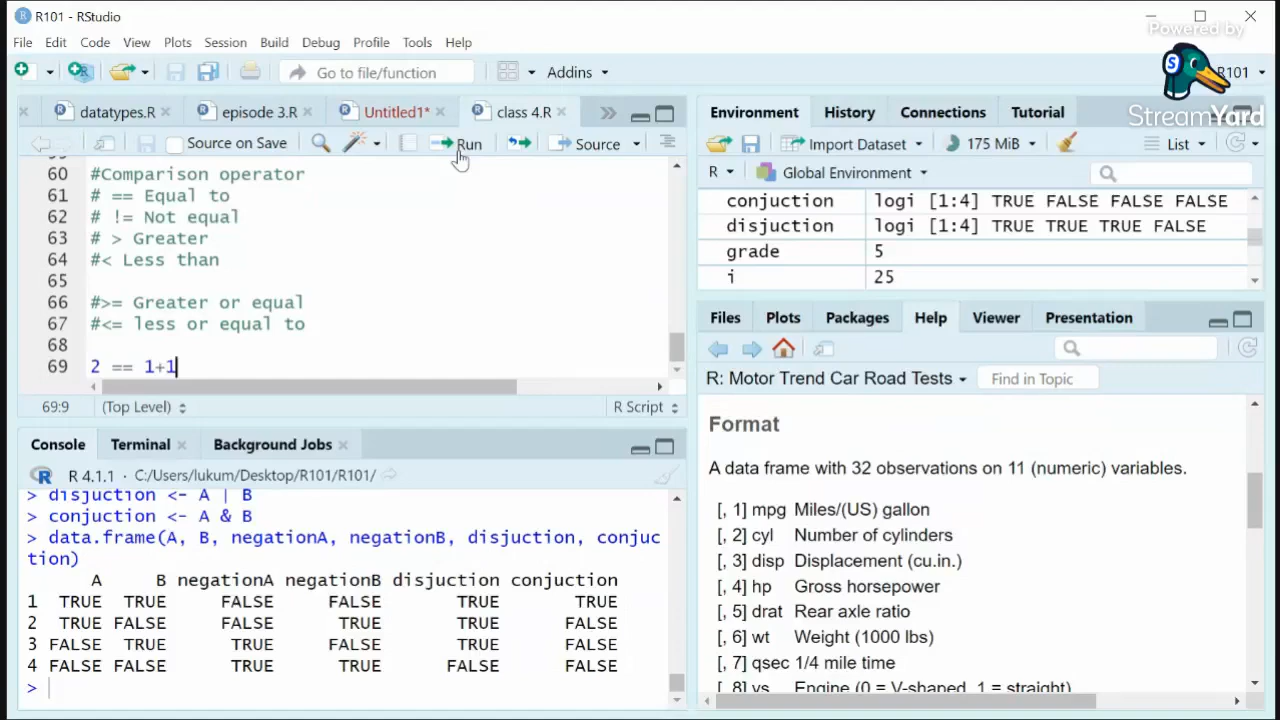 R101 - RStudio
Powered by
StreamYard
File Edit Code View Plots Session Build Debug Profile Tools Help
Go to file/function Addins R101
datatypes.R episode 3.R Untitled1* class 4.R
Source on Save Run Source
60 #Comparison operator
61 # == Equal to
62 # != Not equal
63 # > Greater
64 #< Less than
65
66 #>= Greater or equal
67 #<= less or equal to
68
69 2 == 1+1
69:9 (Top Level) R Script
Console Terminal Background Jobs
R 4.1.1 · C:/Users/lukum/Desktop/R101/R101/
> disjuction <- A | B
> conjuction <- A & B
> data.frame(A, B, negationA, negationB, disjuction, conjuc
tion)
A B negationA negationB disjuction conjuction
1 TRUE TRUE FALSE FALSE TRUE TRUE
2 TRUE FALSE FALSE TRUE TRUE FALSE
3 FALSE TRUE TRUE FALSE TRUE FALSE
4 FALSE FALSE TRUE TRUE FALSE FALSE
>
Environment History Connections Tutorial
Import Dataset 175 MiB List
R Global Environment
conjuction logi [1:4] TRUE FALSE FALSE FALSE
disjuction logi [1:4] TRUE TRUE TRUE FALSE
grade 5
i 25
Files Plots Packages Help Viewer Presentation
R: Motor Trend Car Road Tests Find in Topic
Format
A data frame with 32 observations on 11 (numeric) variables.
[, 1] mpg Miles/(US) gallon
[, 2] cyl Number of cylinders
[, 3] disp Displacement (cu.in.)
[, 4] hp Gross horsepower
[, 5] drat Rear axle ratio
[, 6] wt Weight (1000 lbs)
[, 7] qsec 1/4 mile time
[, 8] vs Engine (0 = V-shaped, 1 = straight)